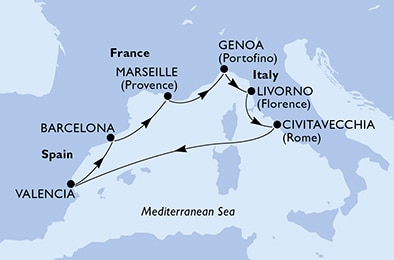 GENOA
(Portofino)
France
MARSEILLE
(Provence)
Italy
LIVORNO
(Florence)
BARCELONA
CIVITAVECCHIA
(Rome)
Spain
VALENCIA
Mediterranean Sea